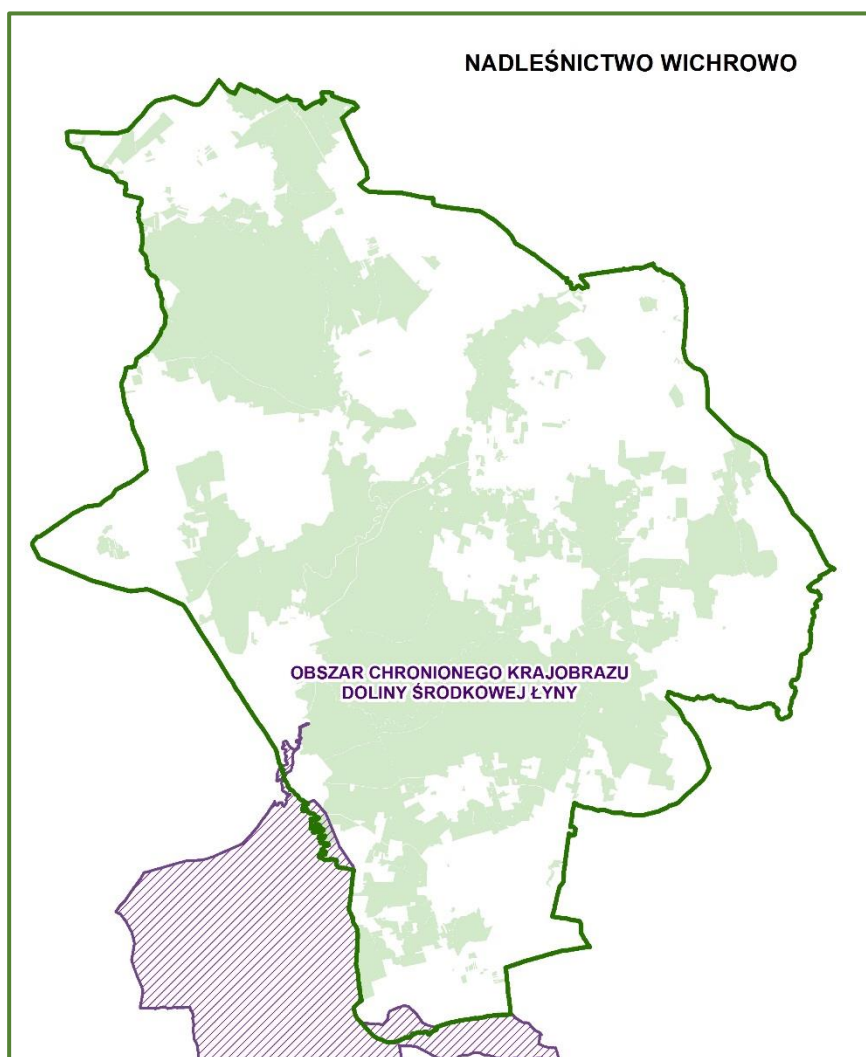 NADLEŚNICTWO WICHROWO
OBSZAR CHRONIONEGO KRAJOBRAZU
DOLINY ŚRODKOWEJ ŁYNY